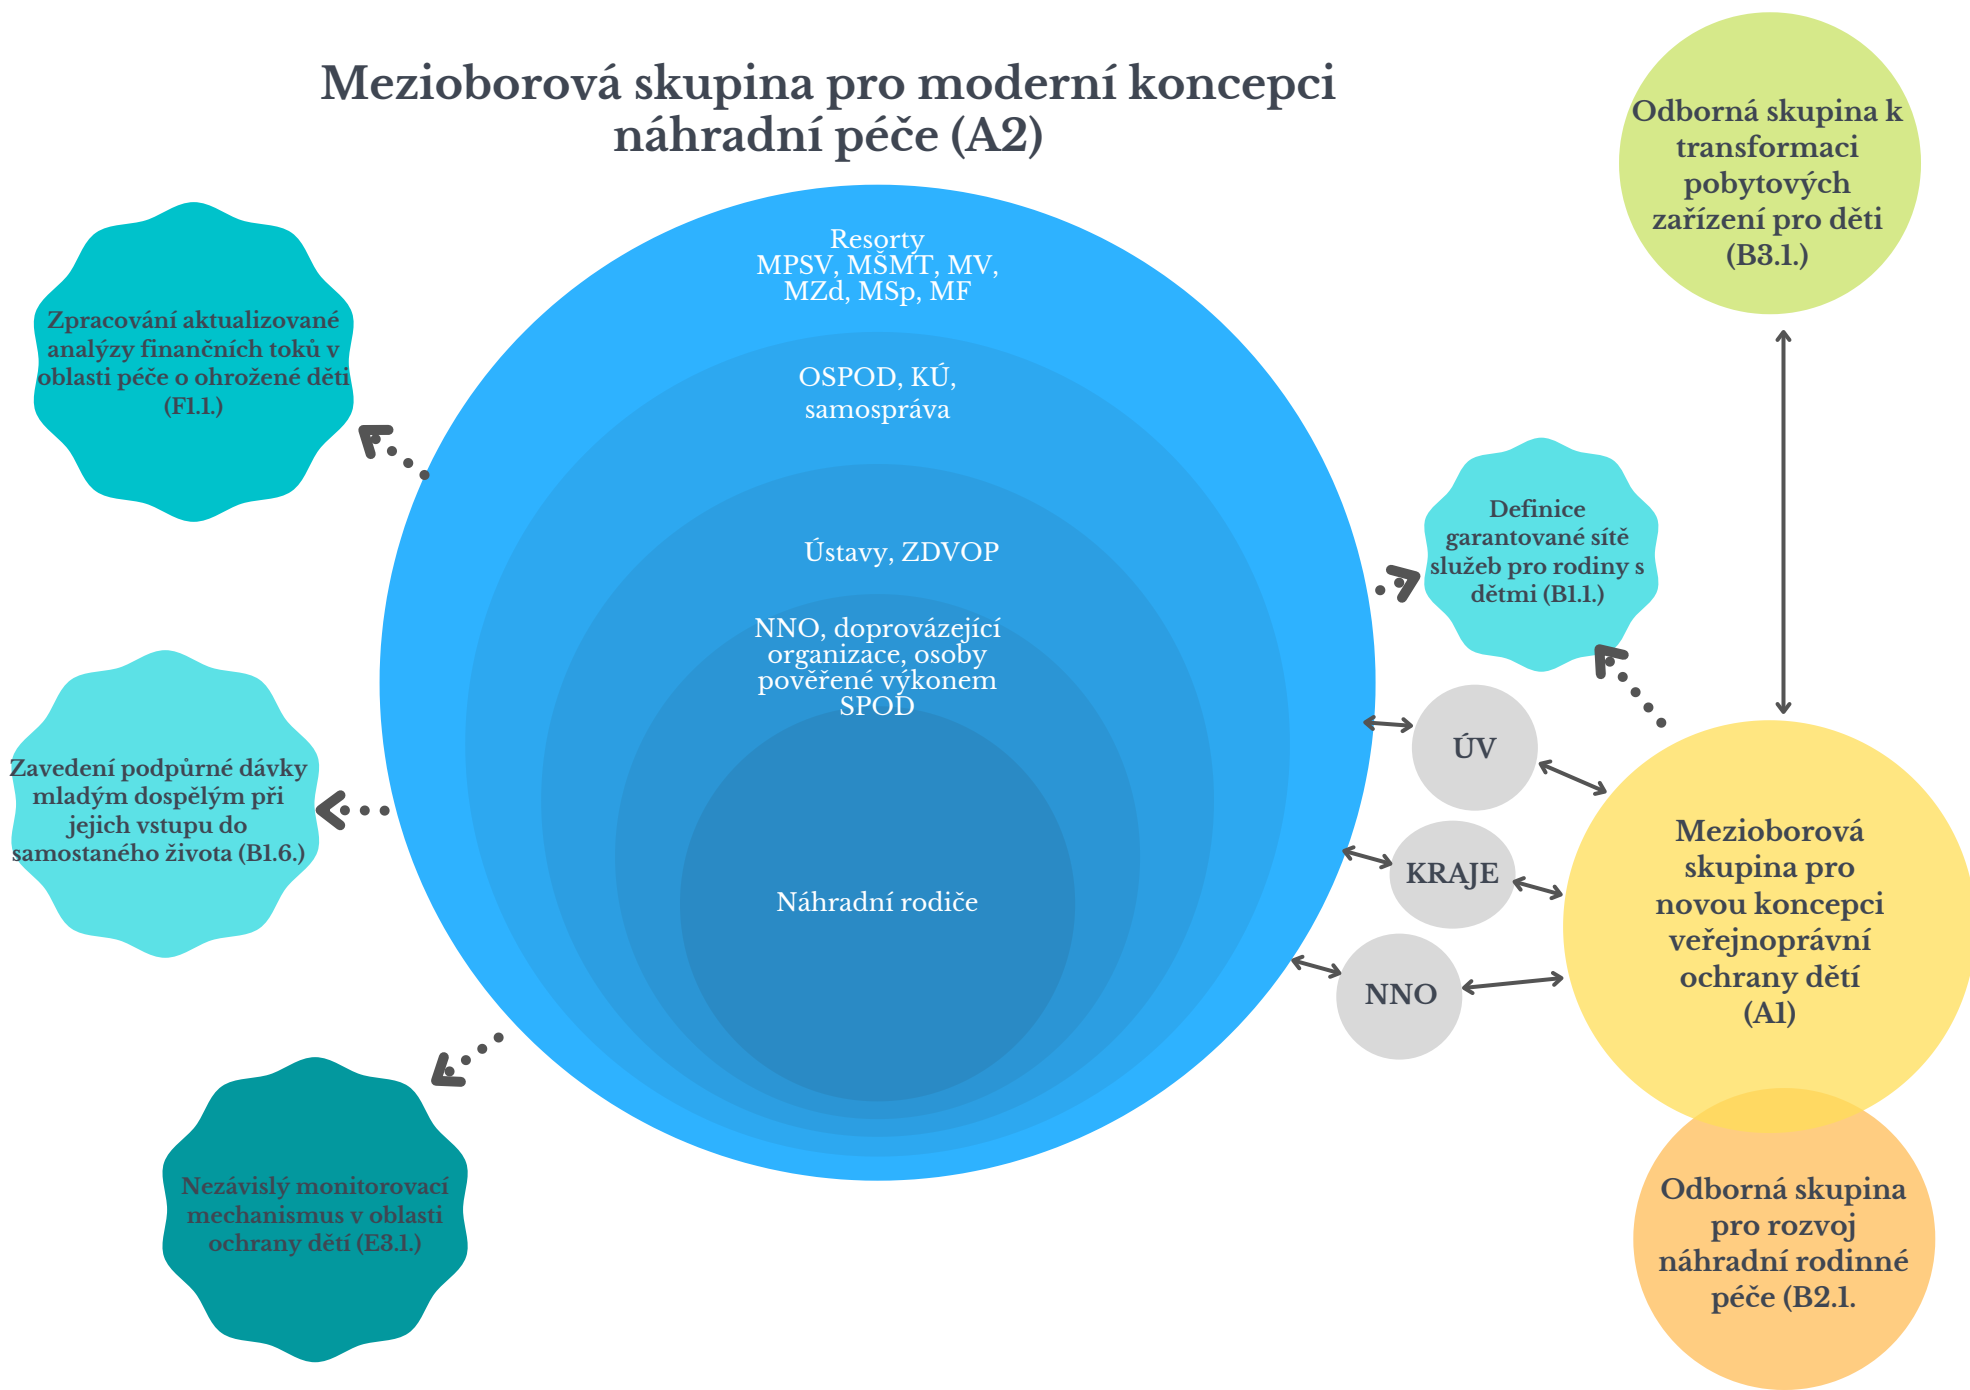 Mezioborová skupina pro moderní koncepci
náhradní péče (A2)
Odborná skupina k
transformaci
pobytových
zařízení pro děti
(B3.1.)
Resorty
MPSV, MŠMT, MV,
MZd, MSp, MF
Zpracování aktualizované
analýzy finančních toků v
oblasti péče o ohrožené děti
(F1.1.)
OSPOD, KÚ,
samospráva
Ústavy, ZDVOP
Definice
garantované sítě
služeb pro rodiny s
dětmi (B1.1.)
NNO, doprovázející
organizace, osoby
pověřené výkonem
SPOD
ÚV
Zavedení podpůrné dávky
mladým dospělým při
jejich vstupu do
samostaného života (B1.6.)
KRAJE
Mezioborová
skupina pro
novou koncepci
veřejnoprávní
ochrany dětí
(A1)
Náhradní rodiče
NNO
Nezávislý monitorovací
mechanismus v oblasti
ochrany dětí (E3.1.)
Odborná skupina
pro rozvoj
náhradní rodinné
péče (B2.1.